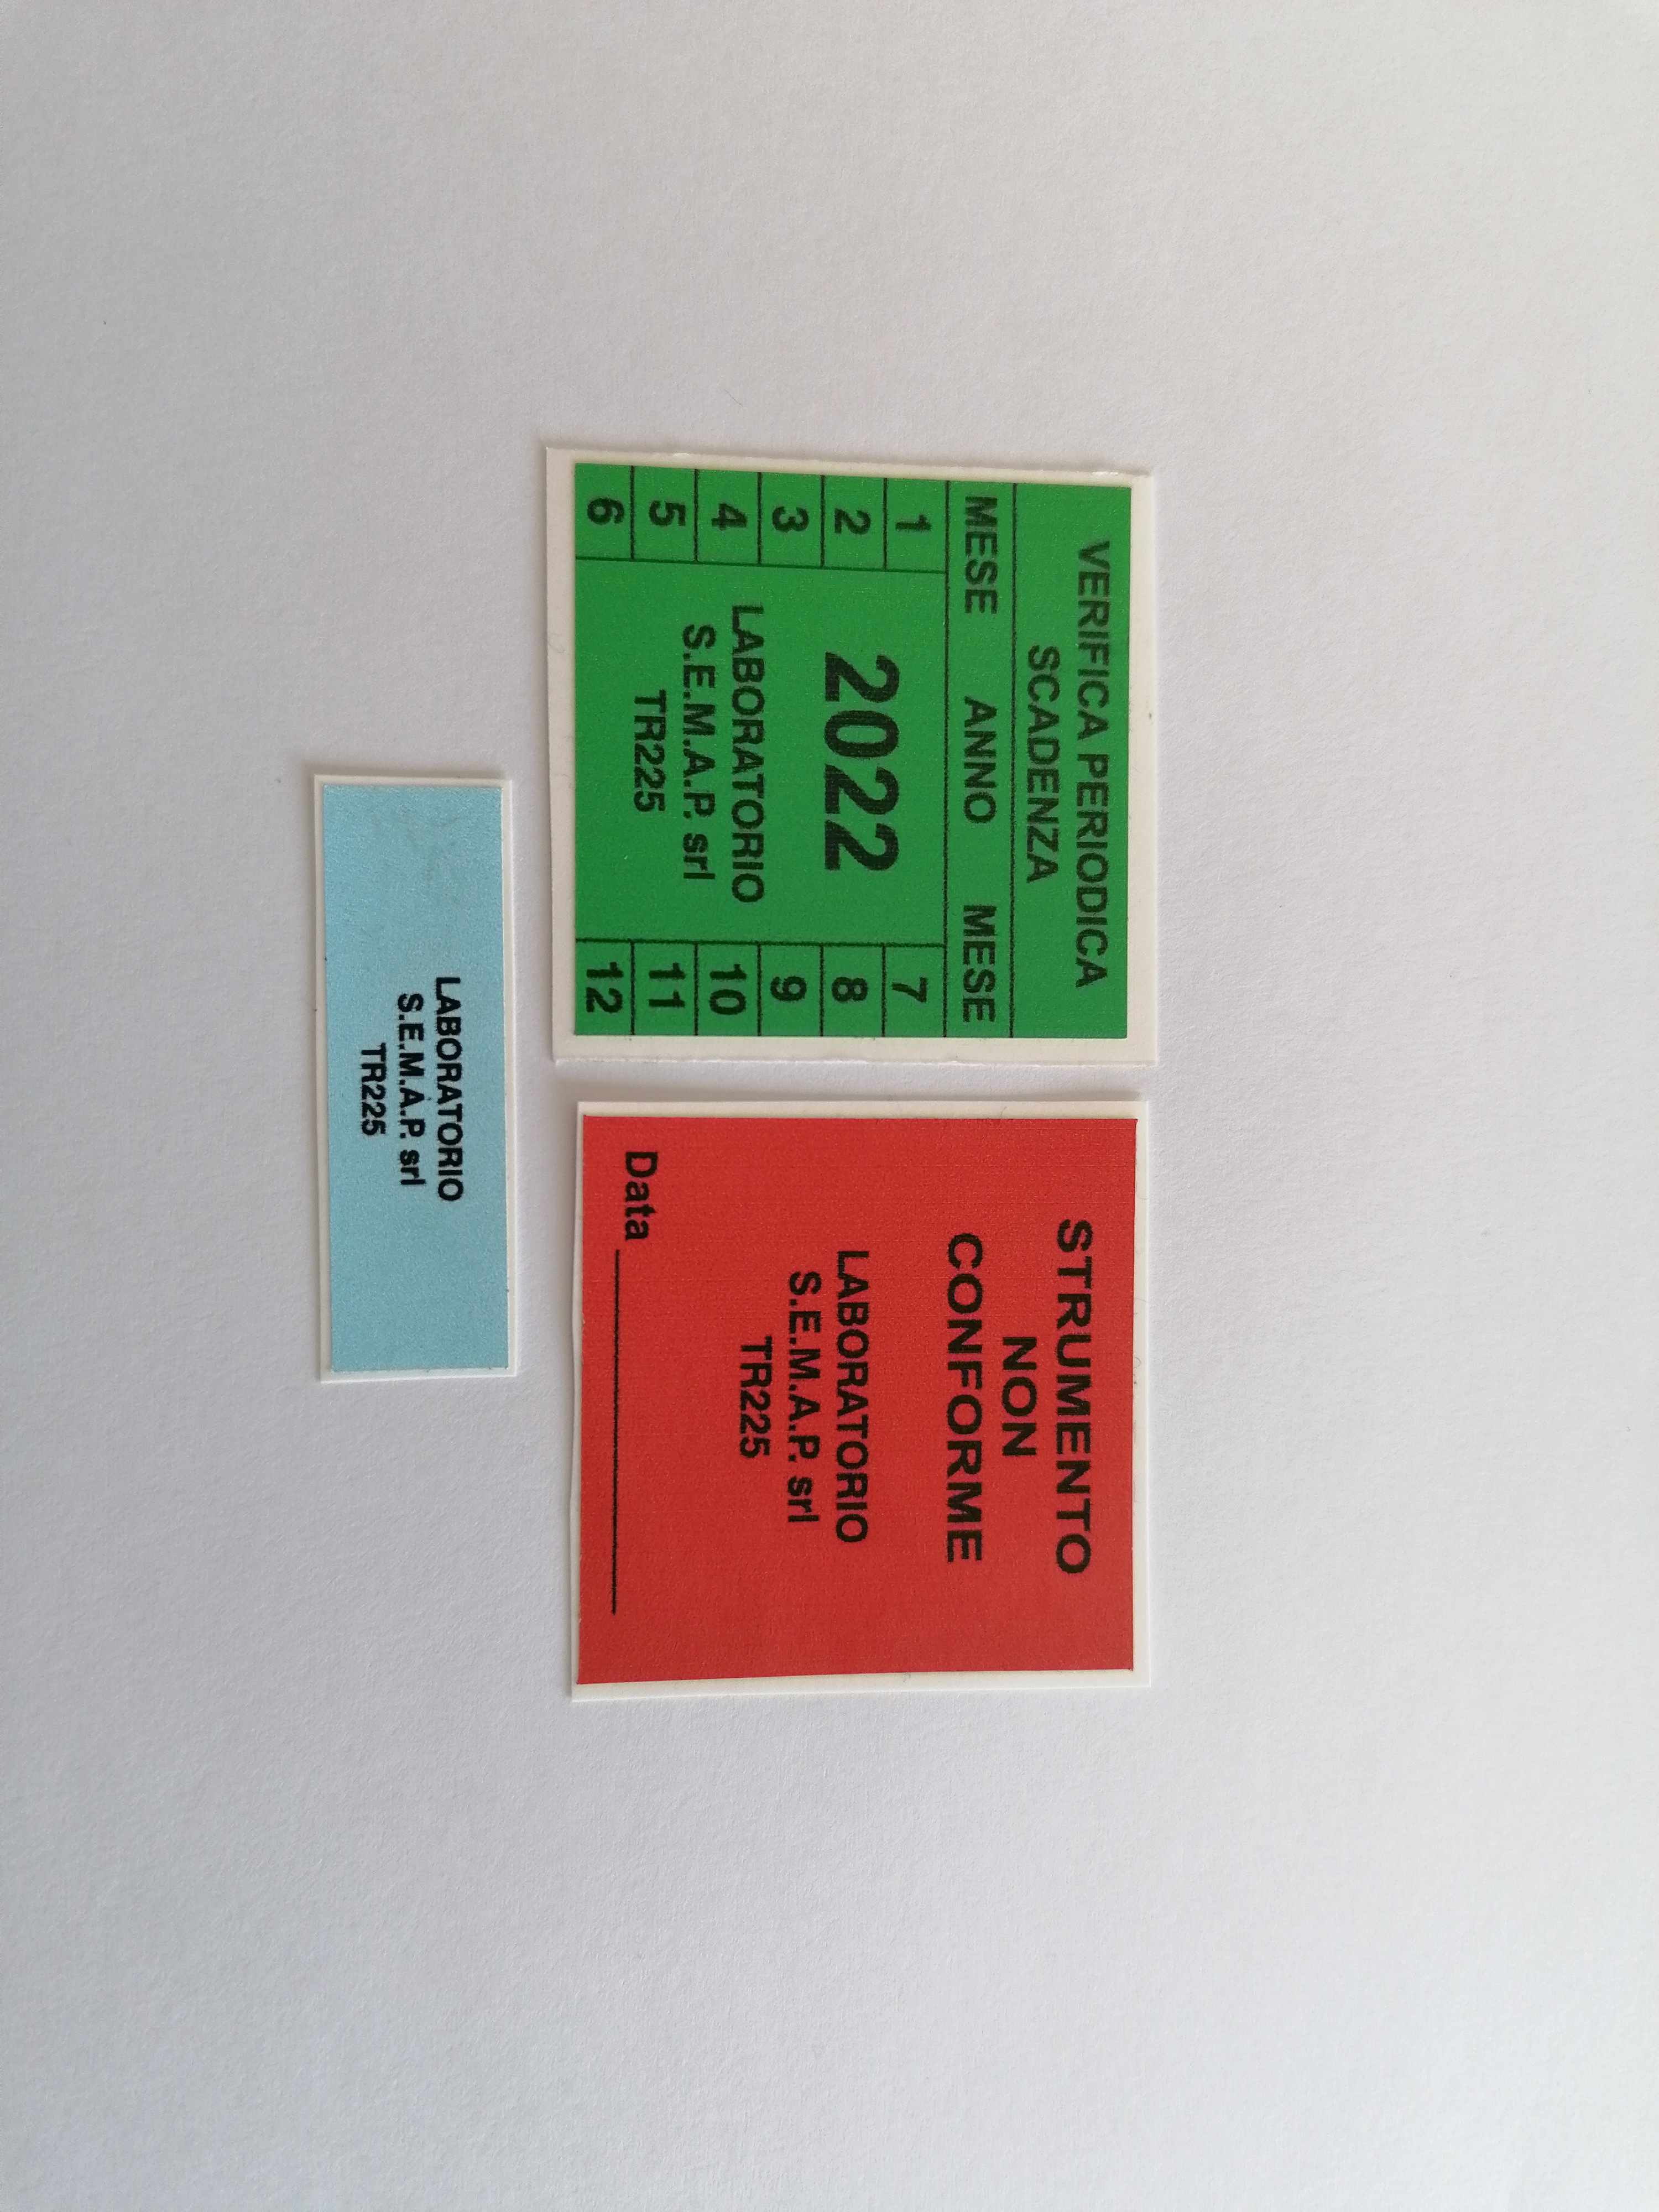 VERIFICA PERIODICA
SCADENZA
MESE ANNO MESE
1 7
2 2022 8
3 9
4 LABORATORIO 10
5 S.E.M.A.P. srl 11
6 TR225 12
STRUMENTO
NON
CONFORME
LABORATORIO
S.E.M.A.P. srl
TR225
Data
LABORATORIO
S.E.M.A.P. srl
TR225